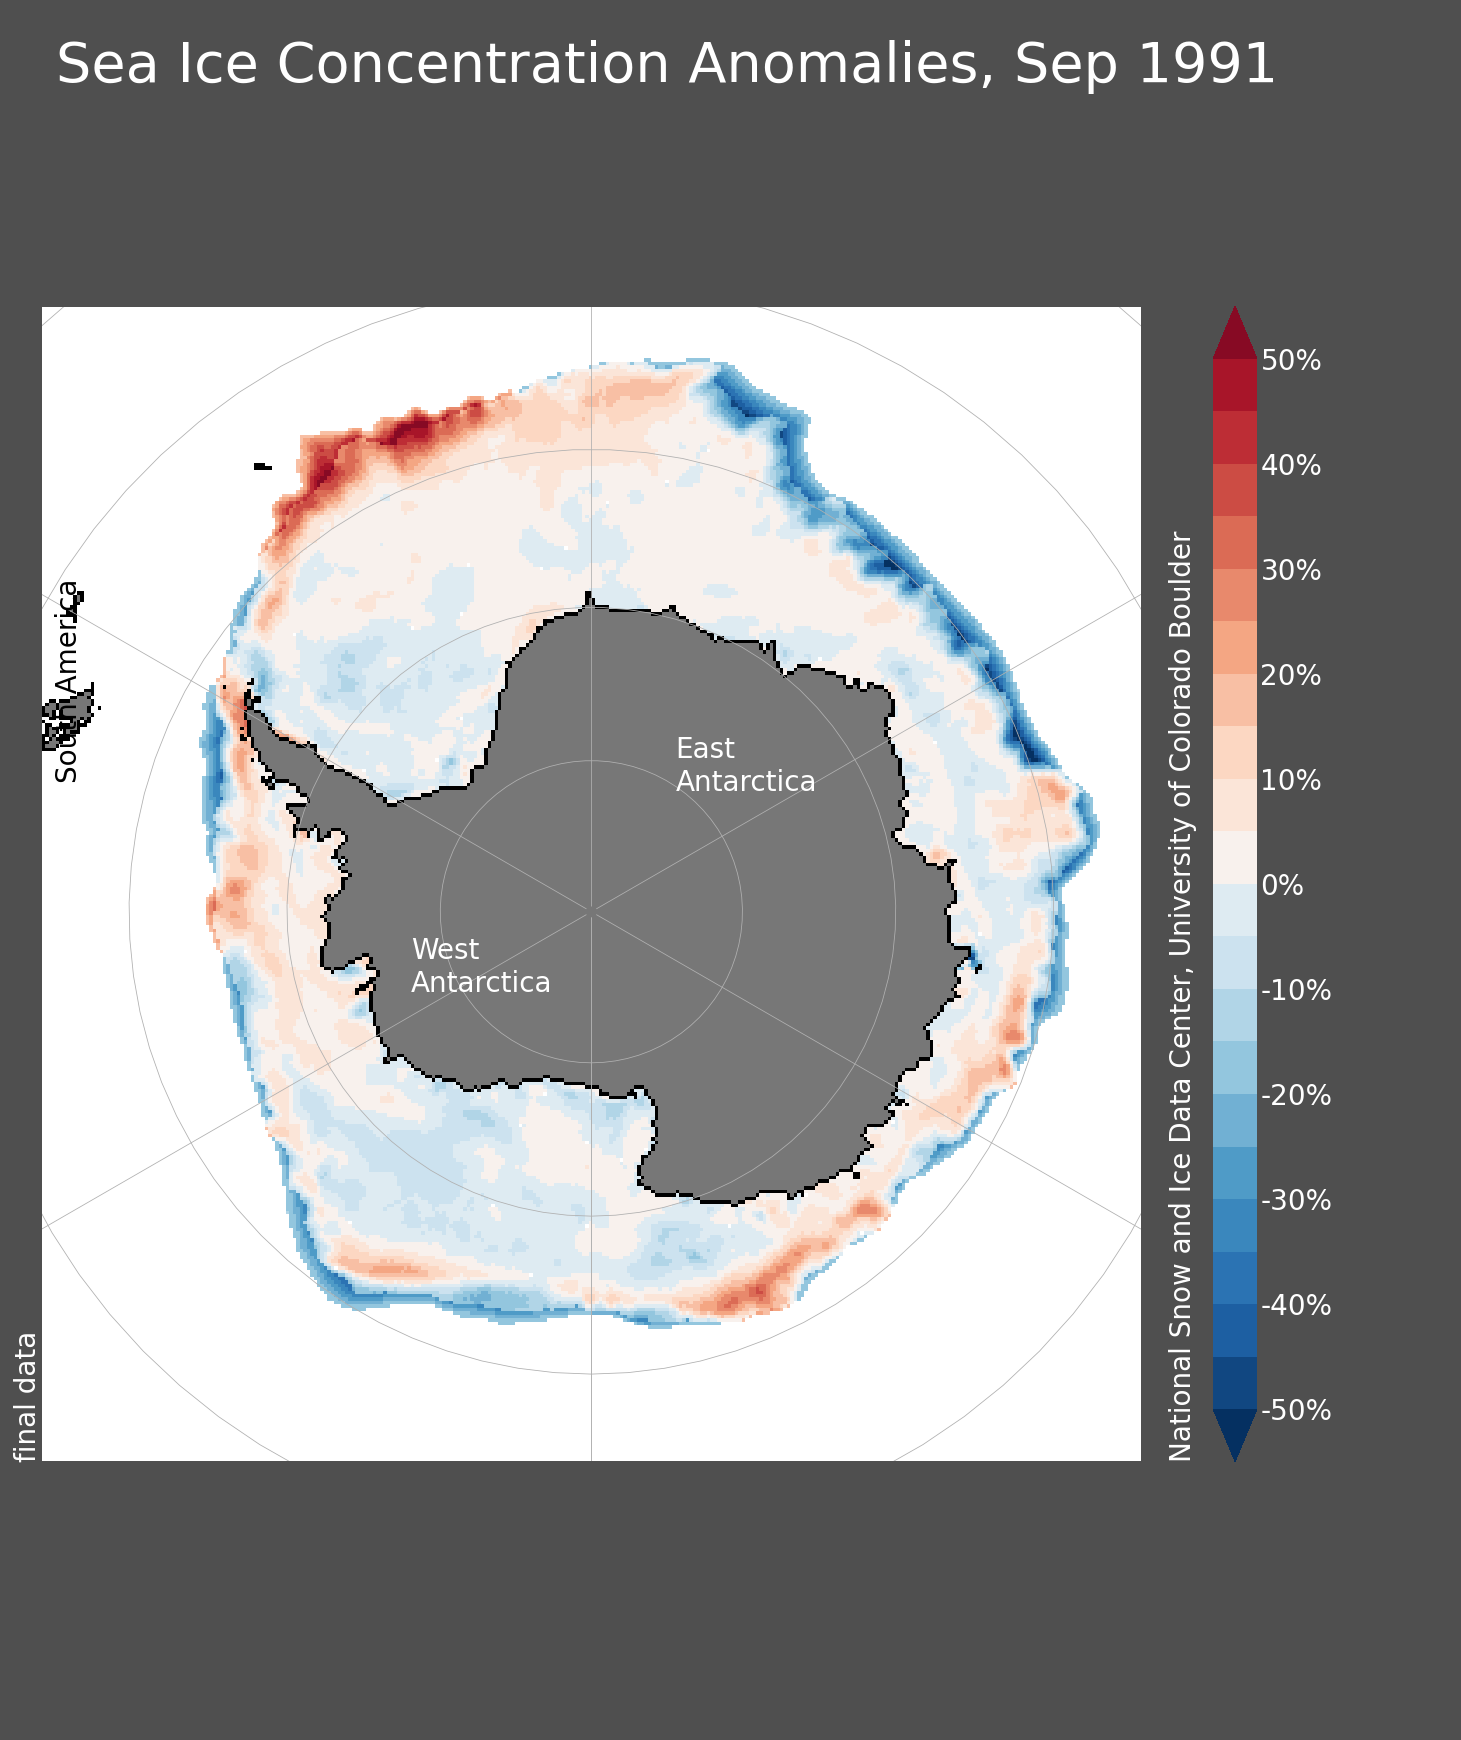 Sea Ice Concentration Anomalies, Sep 1991
South America
East
Antarctica
West
Antarctica
final data
National Snow and Ice Data Center, University of Colorado Boulder
50%
40%
30%
20%
10%
0%
-10%
-20%
-30%
-40%
-50%